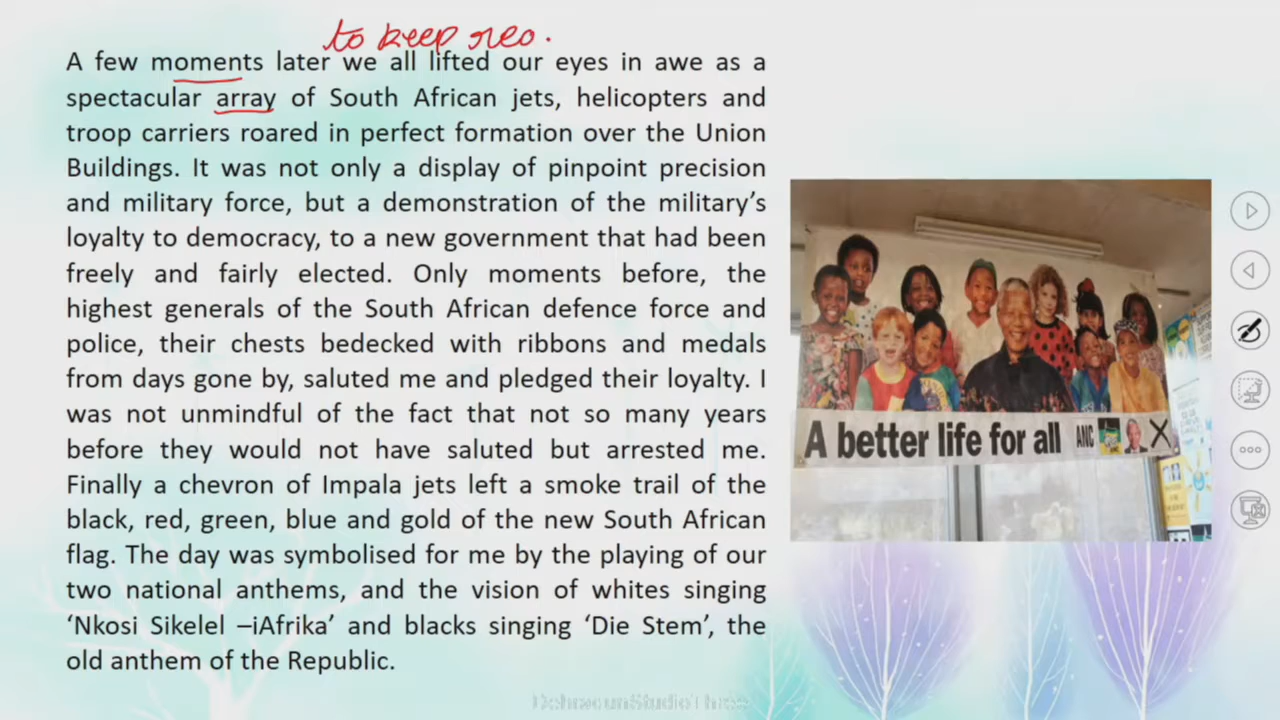 to keep reo.
A few moments later we all lifted our eyes in awe as a
spectacular array of South African jets, helicopters and
troop carriers roared in perfect formation over the Union
Buildings. It was not only a display of pinpoint precision
and military force, but a demonstration of the military’s
loyalty to democracy, to a new government that had been
freely and fairly elected. Only moments before, the
highest generals of the South African defence force and
police, their chests bedecked with ribbons and medals
from days gone by, saluted me and pledged their loyalty. I
was not unmindful of the fact that not so many years
before they would not have saluted but arrested me.
Finally a chevron of Impala jets left a smoke trail of the
black, red, green, blue and gold of the new South African
flag. The day was symbolised for me by the playing of our
two national anthems, and the vision of whites singing
‘Nkosi Sikelel –iAfrika’ and blacks singing ‘Die Stem’, the
old anthem of the Republic.
A better life for all ANC X